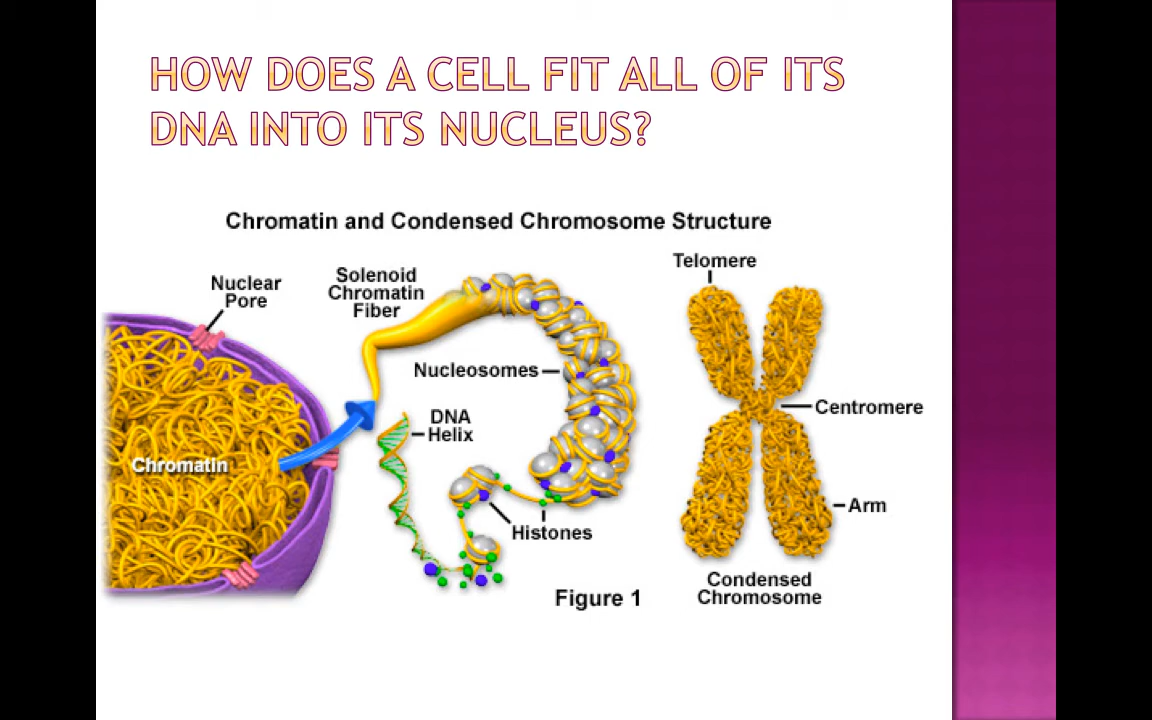 HOW DOES A CELL FIT ALL OF ITS
DNA INTO ITS NUCLEUS?
Chromatin and Condensed Chromosome Structure
Nuclear
Pore
Solenoid
Chromatin
Fiber
Telomere
Nucleosomes
DNA
Helix
Centromere
Chromatin
Histones
Arm
Condensed
Chromosome
Figure 1